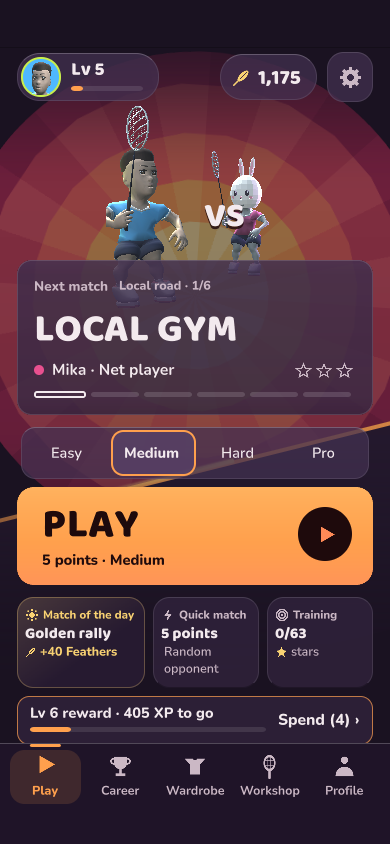 Lv 5
1,175
VS
Next match Local road · 1/6
LOCAL GYM
Mika · Net player
Easy
Medium
Hard
Pro
PLAY
5 points · Medium
Match of the day
Golden rally
+40 Feathers
Quick match
5 points
Random
opponent
Training
0/63
stars
Lv 6 reward · 405 XP to go
Spend (4) ›
Play
Career
Wardrobe
Workshop
Profile